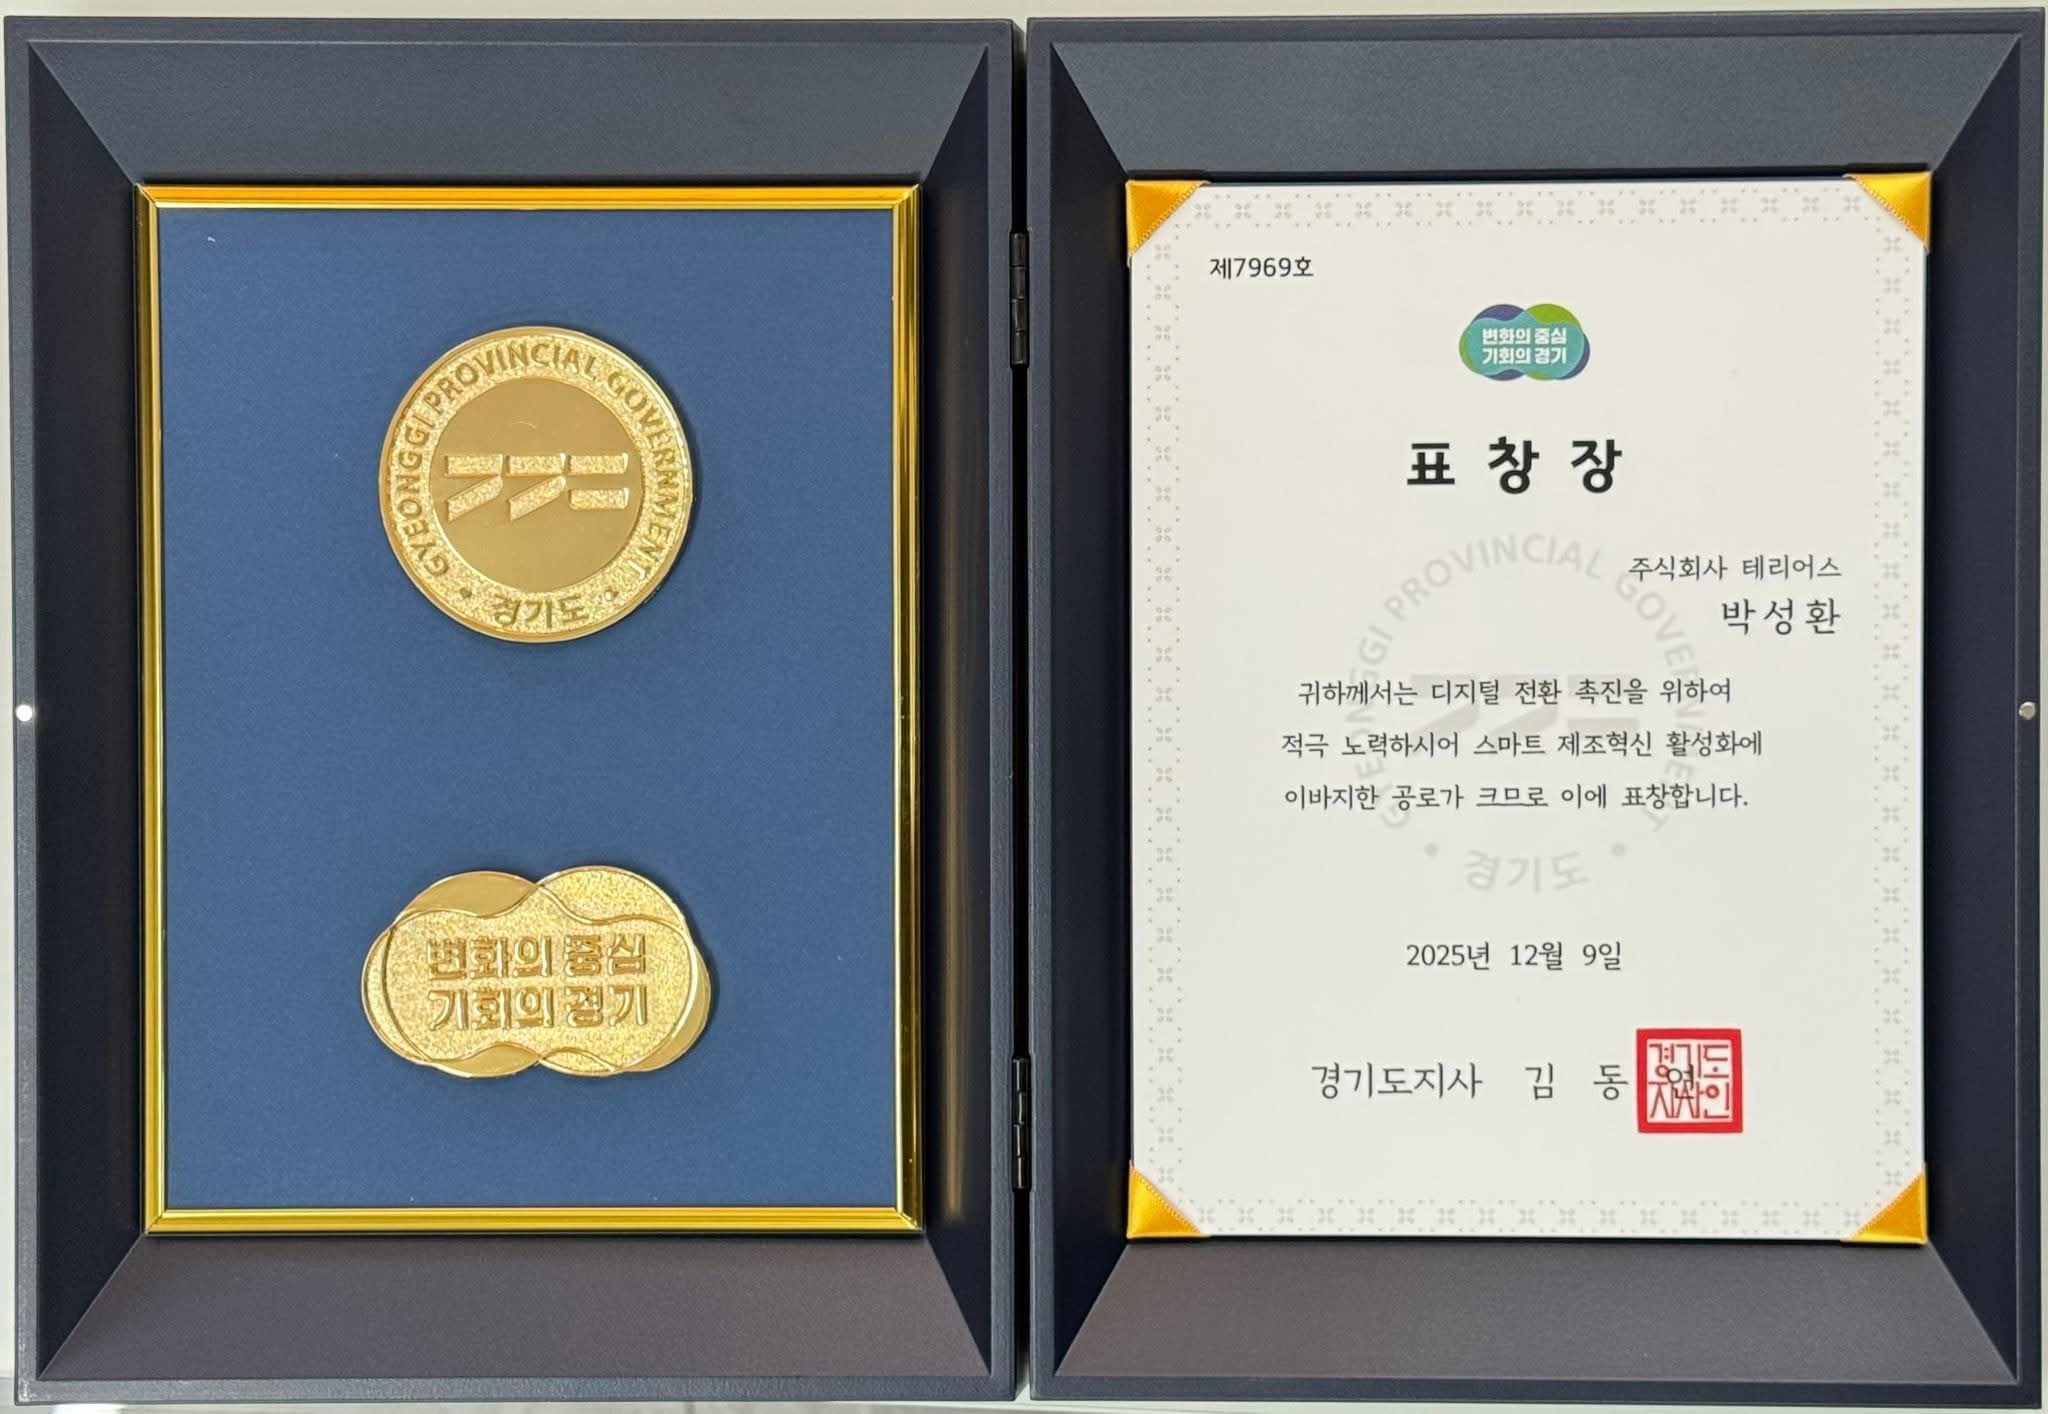 GYEONGGI PROVINCIAL GOVERNMENT
경기도
변화의 중심
기회의 경기
제7969호
변화의 중심
기회의 경기
표창장
주식회사 테리어스
박성환
귀하께서는 디지털 전환 촉진을 위하여
적극 노력하시어 스마트 제조혁신 활성화에
이바지한 공로가 크므로 이에 표창합니다.
GYEONGGI PROVINCIAL GOVERNMENT
경기도
2025년 12월 9일
경기도지사 김동연
경기도
지사인